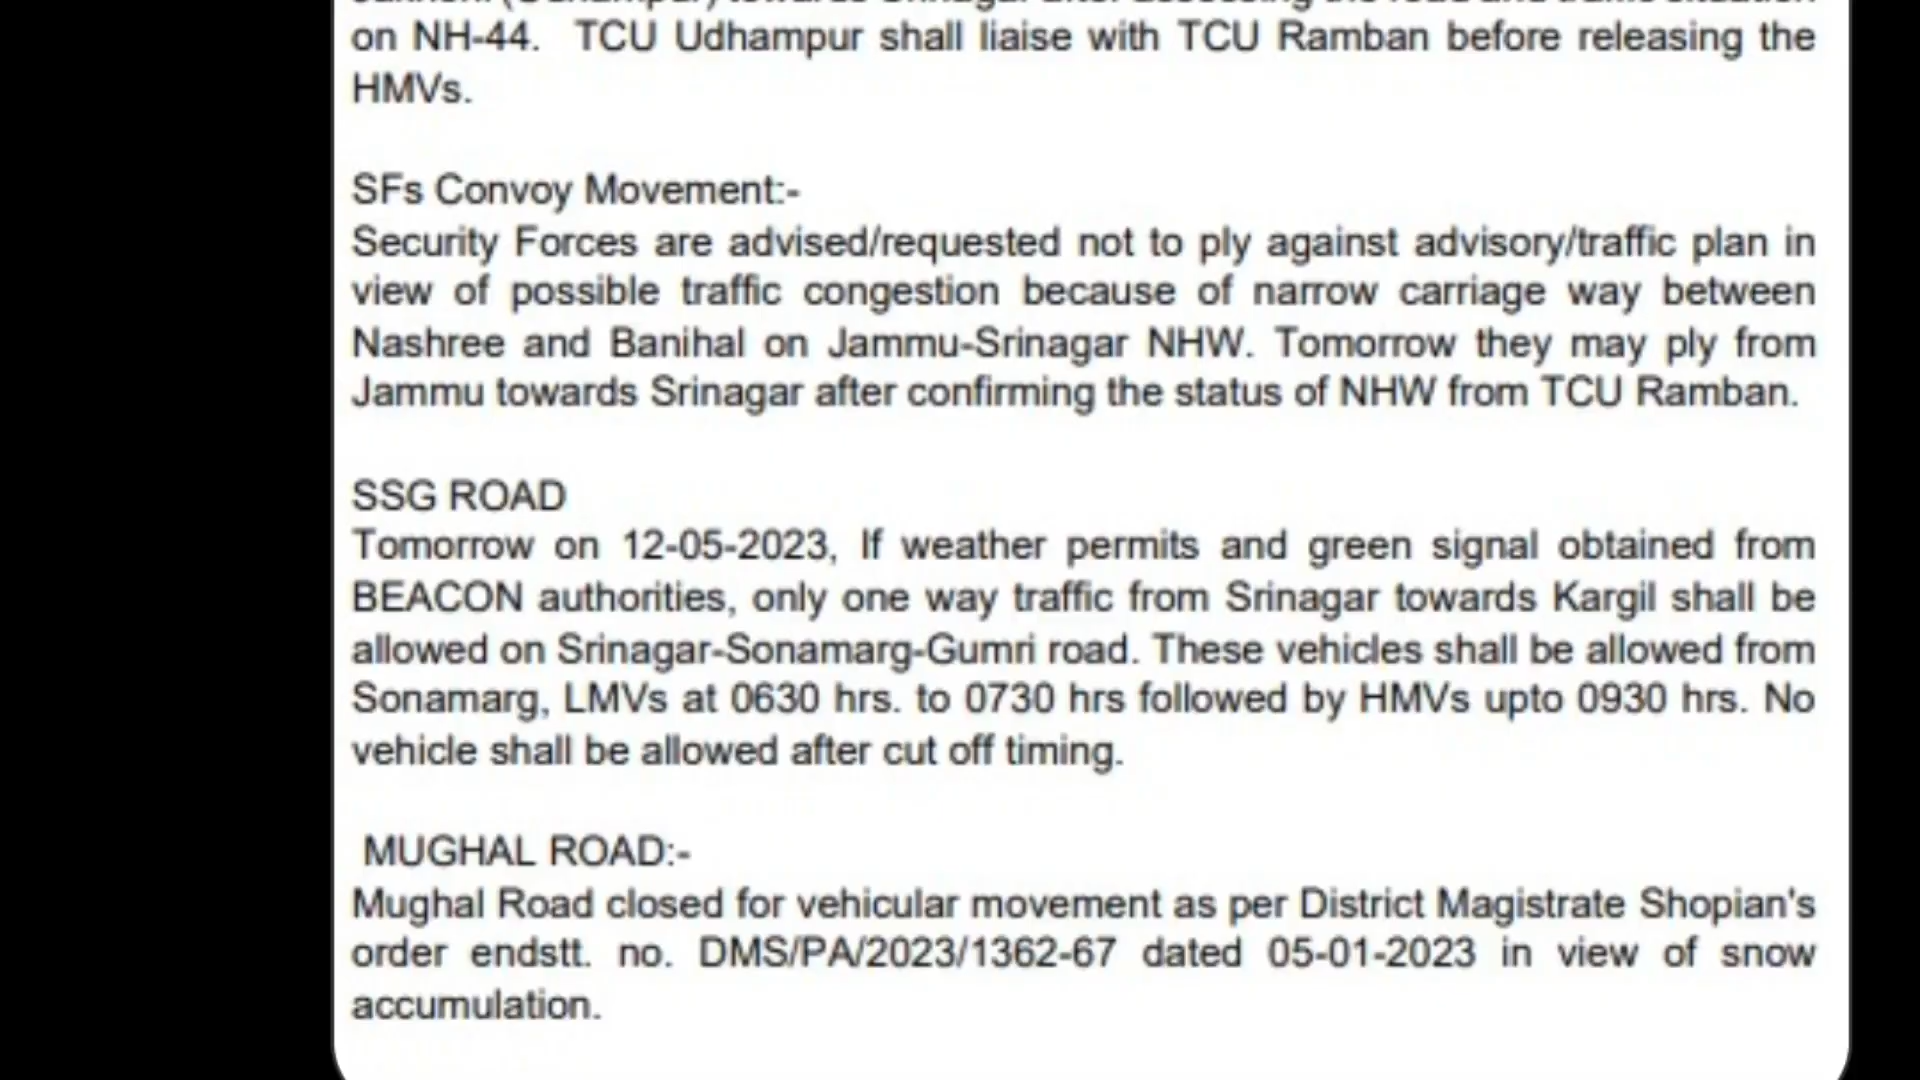 on NH-44. TCU Udhampur shall liaise with TCU Ramban before releasing the
HMVs.
SFs Convoy Movement:-
Security Forces are advised/requested not to ply against advisory/traffic plan in
view of possible traffic congestion because of narrow carriage way between
Nashree and Banihal on Jammu-Srinagar NHW. Tomorrow they may ply from
Jammu towards Srinagar after confirming the status of NHW from TCU Ramban.
SSG ROAD
Tomorrow on 12-05-2023, If weather permits and green signal obtained from
BEACON authorities, only one way traffic from Srinagar towards Kargil shall be
allowed on Srinagar-Sonamarg-Gumri road. These vehicles shall be allowed from
Sonamarg, LMVs at 0630 hrs. to 0730 hrs followed by HMVs upto 0930 hrs. No
vehicle shall be allowed after cut off timing.
MUGHAL ROAD:-
Mughal Road closed for vehicular movement as per District Magistrate Shopian's
order endstt. no. DMS/PA/2023/1362-67 dated 05-01-2023 in view of snow
accumulation.